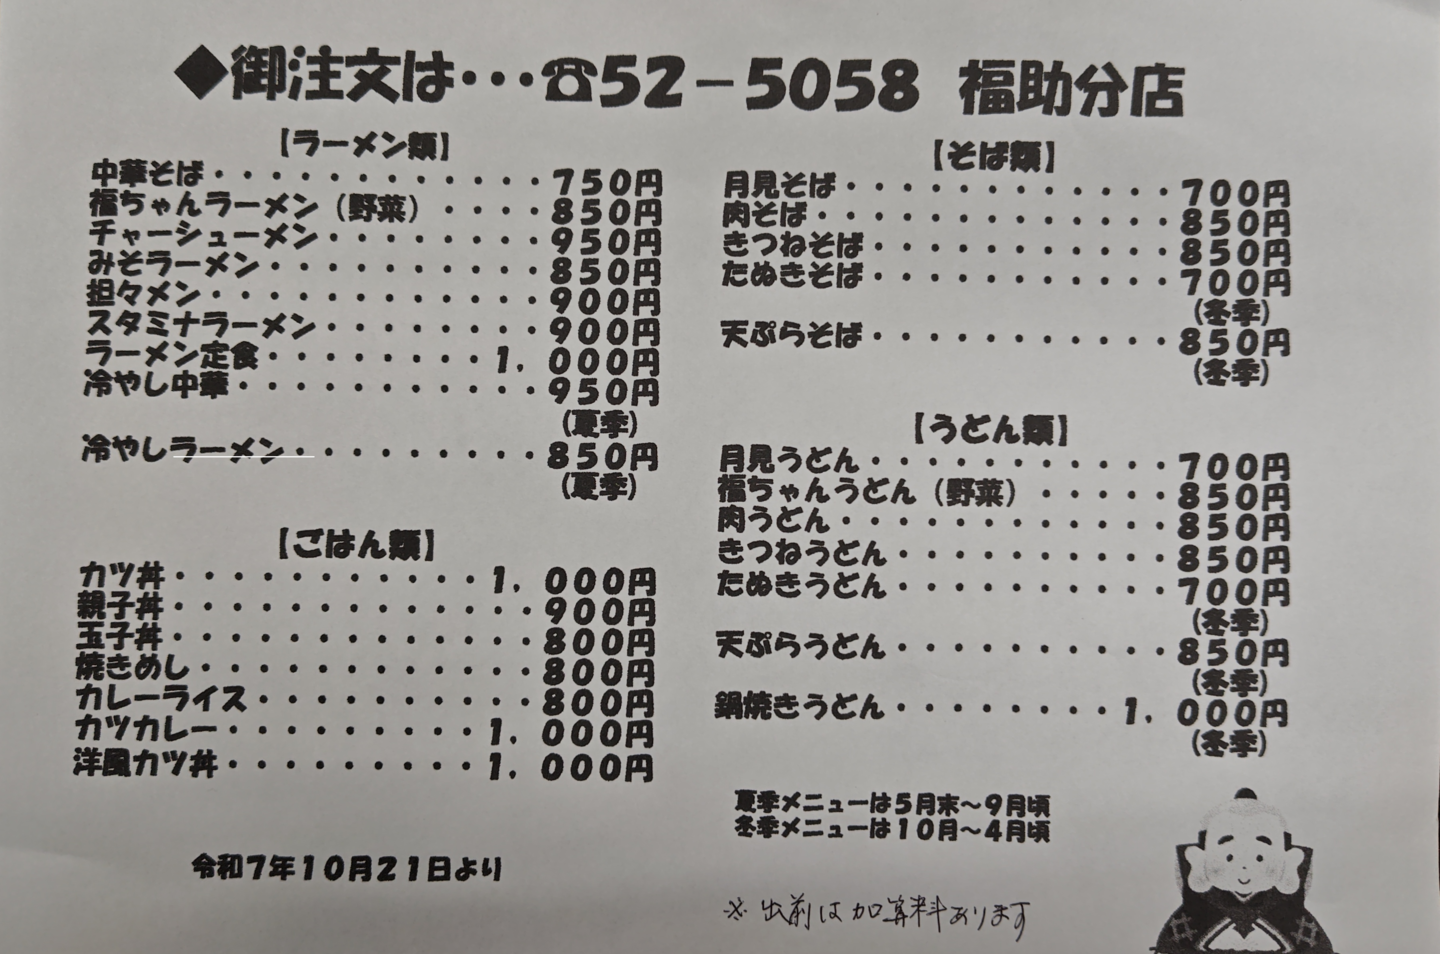 ◆御注文は・・・☎52－5058 福助分店
【ラーメン類】
中華そば・・・・・・・・・・・・750円
福ちゃんラーメン（野菜）・・・・850円
チャーシューメン・・・・・・・・950円
みそラーメン・・・・・・・・・・850円
担々メン・・・・・・・・・・・・900円
スタミナラーメン・・・・・・・・900円
ラーメン定食・・・・・・・・1，000円
冷やし中華・・・・・・・・・・・950円
（夏季）
冷やしラーメン・・・・・・・・・850円
（夏季）
【ごはん類】
カツ丼・・・・・・・・・・・1，000円
親子丼・・・・・・・・・・・・・900円
玉子丼・・・・・・・・・・・・・800円
焼きめし・・・・・・・・・・・・800円
カレーライス・・・・・・・・・・800円
カツカレー・・・・・・・・・1，000円
洋風カツ丼・・・・・・・・・1，000円
令和7年10月21日より
【そば類】
月見そば・・・・・・・・・・・・700円
肉そば・・・・・・・・・・・・・850円
きつねそば・・・・・・・・・・・850円
たぬきそば・・・・・・・・・・・700円
（冬季）
天ぷらそば・・・・・・・・・・・850円
（冬季）
【うどん類】
月見うどん・・・・・・・・・・・700円
福ちゃんうどん（野菜）・・・・・850円
肉うどん・・・・・・・・・・・・850円
きつねうどん・・・・・・・・・・850円
たぬきうどん・・・・・・・・・・700円
（冬季）
天ぷらうどん・・・・・・・・・・850円
（冬季）
鍋焼きうどん・・・・・・・・1，000円
（冬季）
夏季メニューは5月末～9月頃
冬季メニューは10月～4月頃
※出前は加算料あります